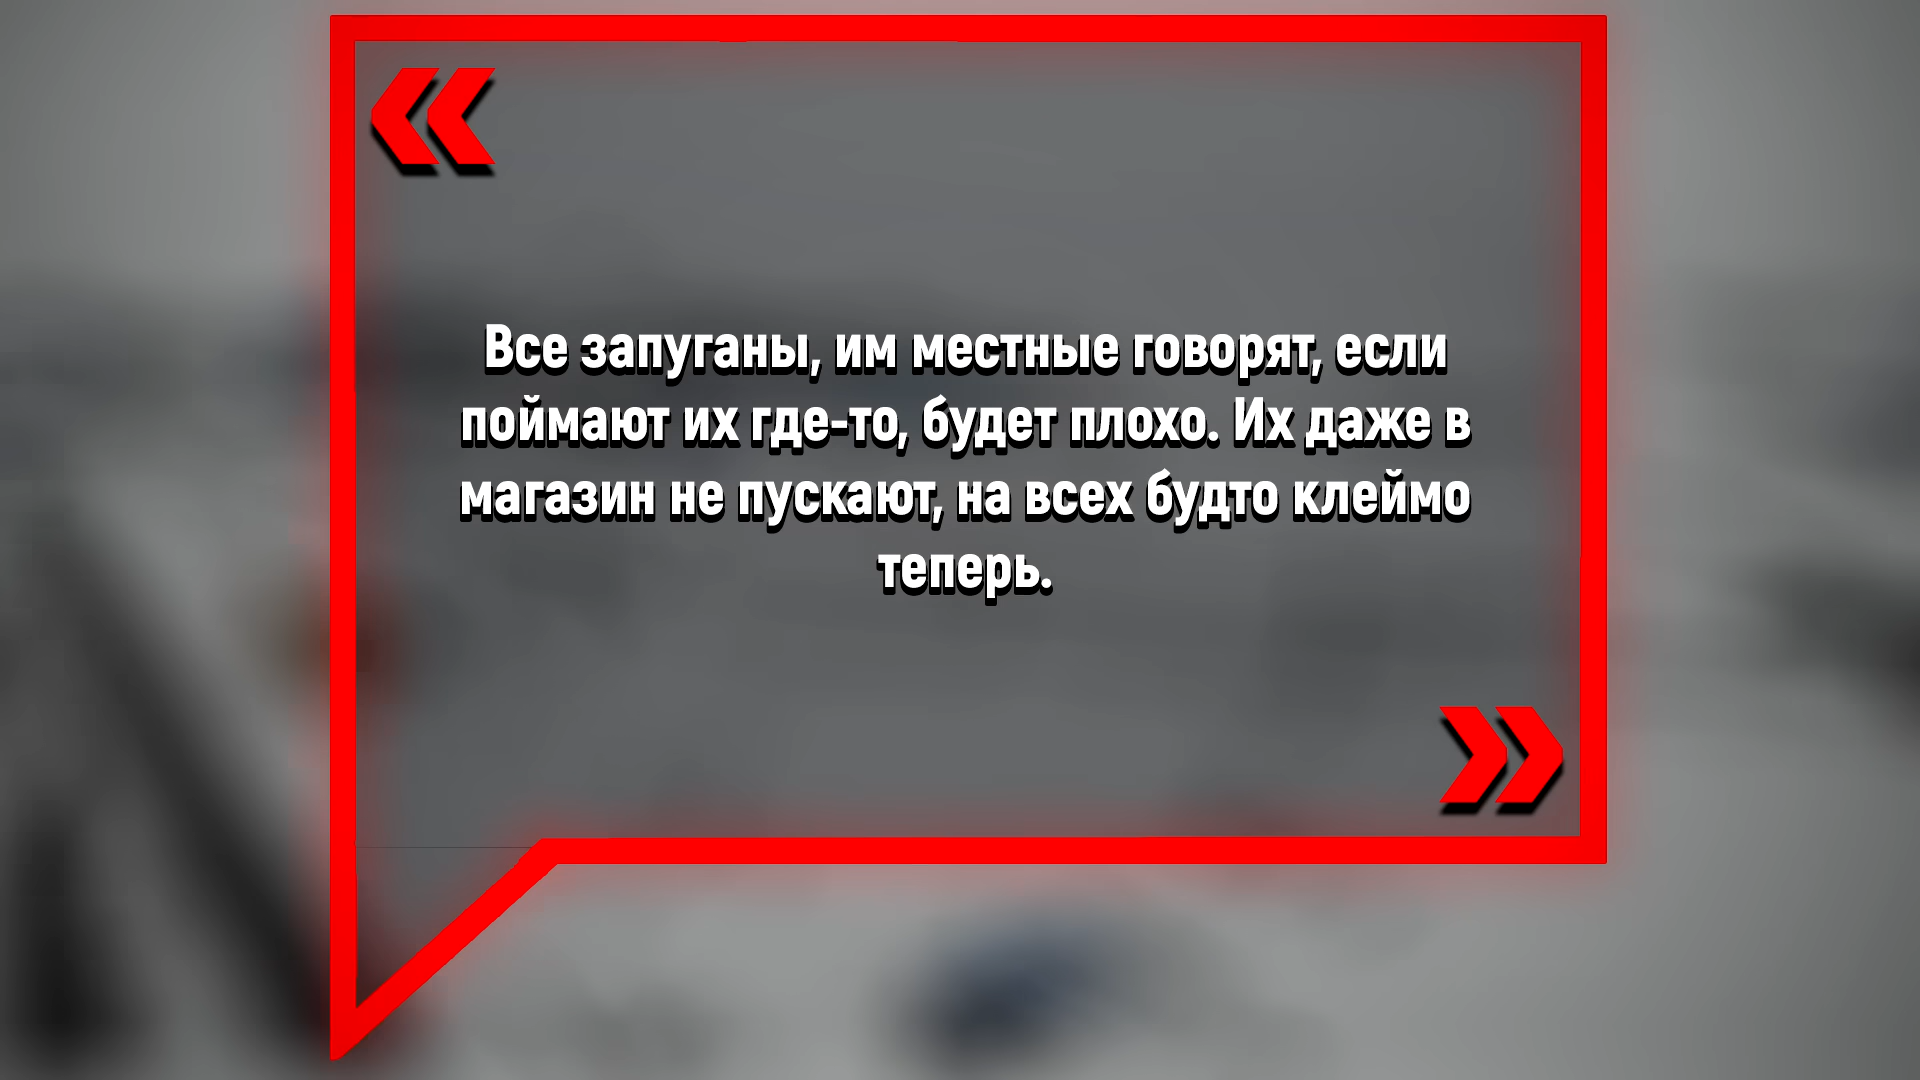 «
Все запуганы, им местные говорят, если
поймают их где-то, будет плохо. Их даже в
магазин не пускают, на всех будто клеймо
теперь.
»